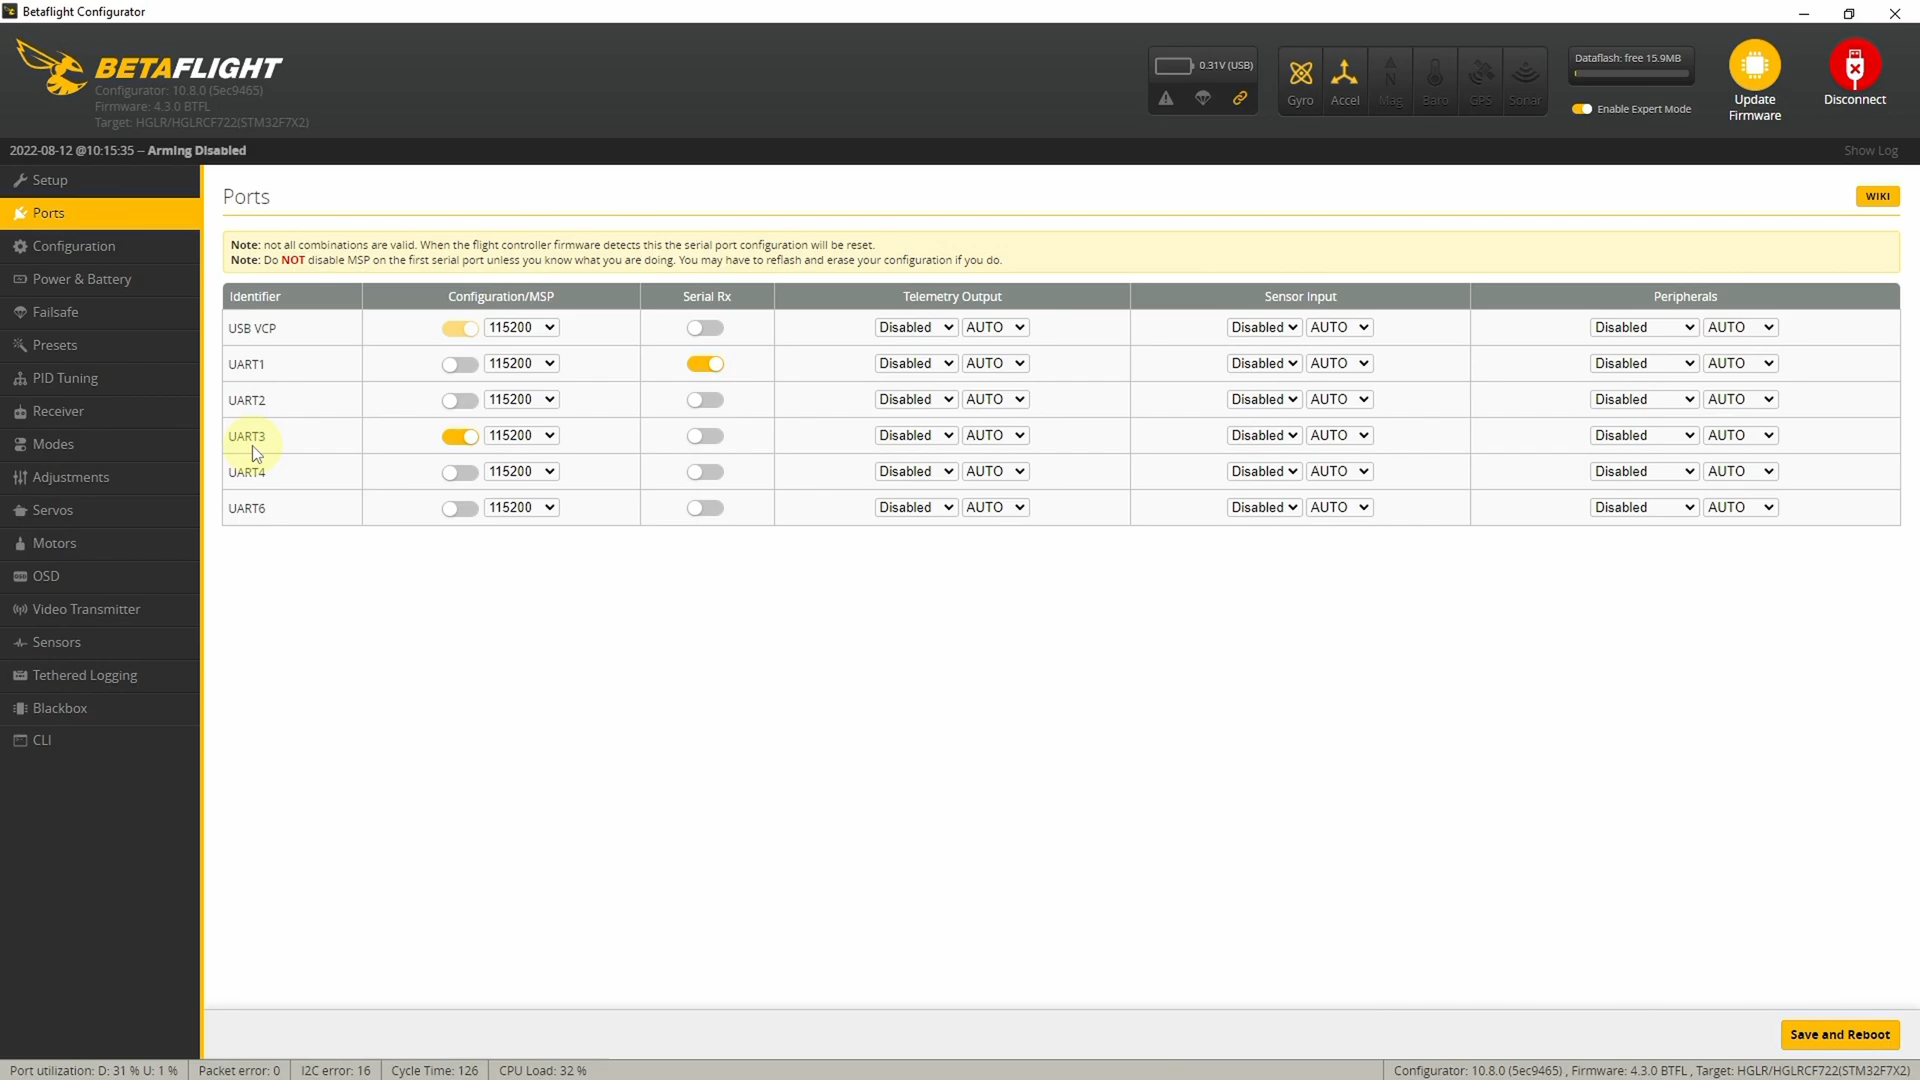 Betaflight Configurator
BETAFLIGHT
Configurator: 10.8.0 (5ec9465)
Firmware: 4.3.0 BTFL
Target: HGLR/HGLRCF722(STM32F7X2)
0.31V (USB)
Gyro Accel Mag Baro GPS Sonar
Dataflash: free 15.9MB
Enable Expert Mode
Update
Firmware
Disconnect
2022-08-12 @10:15:35 -- Arming Disabled
Show Log
Setup
Ports
Configuration
Power & Battery
Failsafe
Presets
PID Tuning
Receiver
Modes
Adjustments
Servos
Motors
OSD
Video Transmitter
Sensors
Tethered Logging
Blackbox
CLI
Ports
WIKI
Note: not all combinations are valid. When the flight controller firmware detects this the serial port configuration will be reset.
Note: Do NOT disable MSP on the first serial port unless you know what you are doing. You may have to reflash and erase your configuration if you do.
Identifier Configuration/MSP Serial Rx Telemetry Output Sensor Input Peripherals
USB VCP 115200 Disabled AUTO Disabled AUTO Disabled AUTO
UART1 115200 Disabled AUTO Disabled AUTO Disabled AUTO
UART2 115200 Disabled AUTO Disabled AUTO Disabled AUTO
UART3 115200 Disabled AUTO Disabled AUTO Disabled AUTO
UART4 115200 Disabled AUTO Disabled AUTO Disabled AUTO
UART6 115200 Disabled AUTO Disabled AUTO Disabled AUTO
Save and Reboot
Port utilization: D: 31 % U: 1 % Packet error: 0 I2C error: 16 Cycle Time: 126 CPU Load: 32 % Configurator: 10.8.0 (5ec9465) , Firmware: 4.3.0 BTFL , Target: HGLR/HGLRCF722(STM32F7X2)